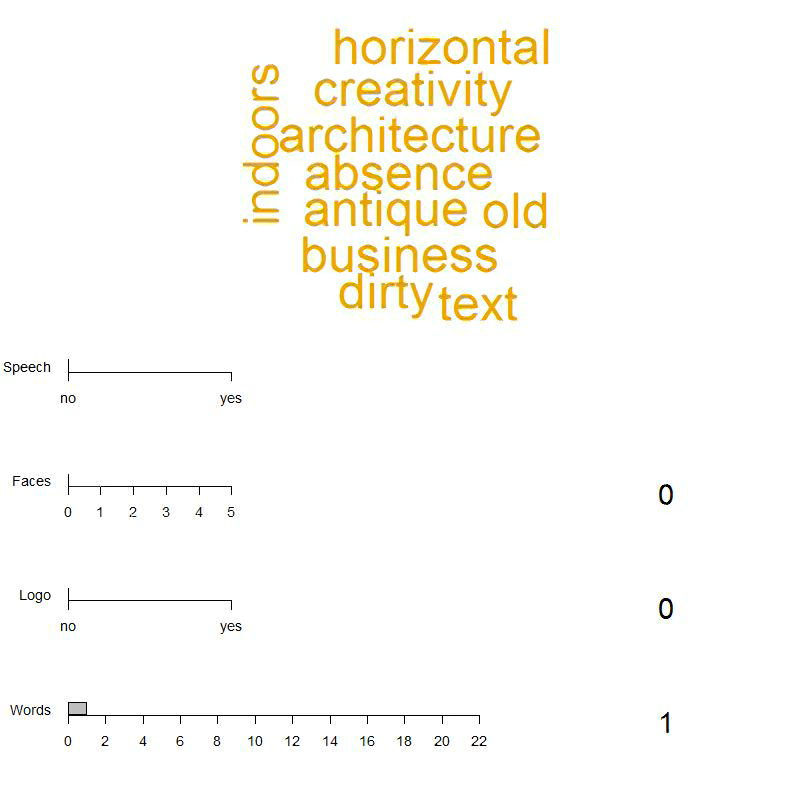 horizontal
creativity
indoors
architecture
absence
antique old
business
dirty text
Speech
no yes
Faces
0 1 2 3 4 5
0
Logo
no yes
0
Words
0 2 4 6 8 10 12 14 16 18 20 22
1